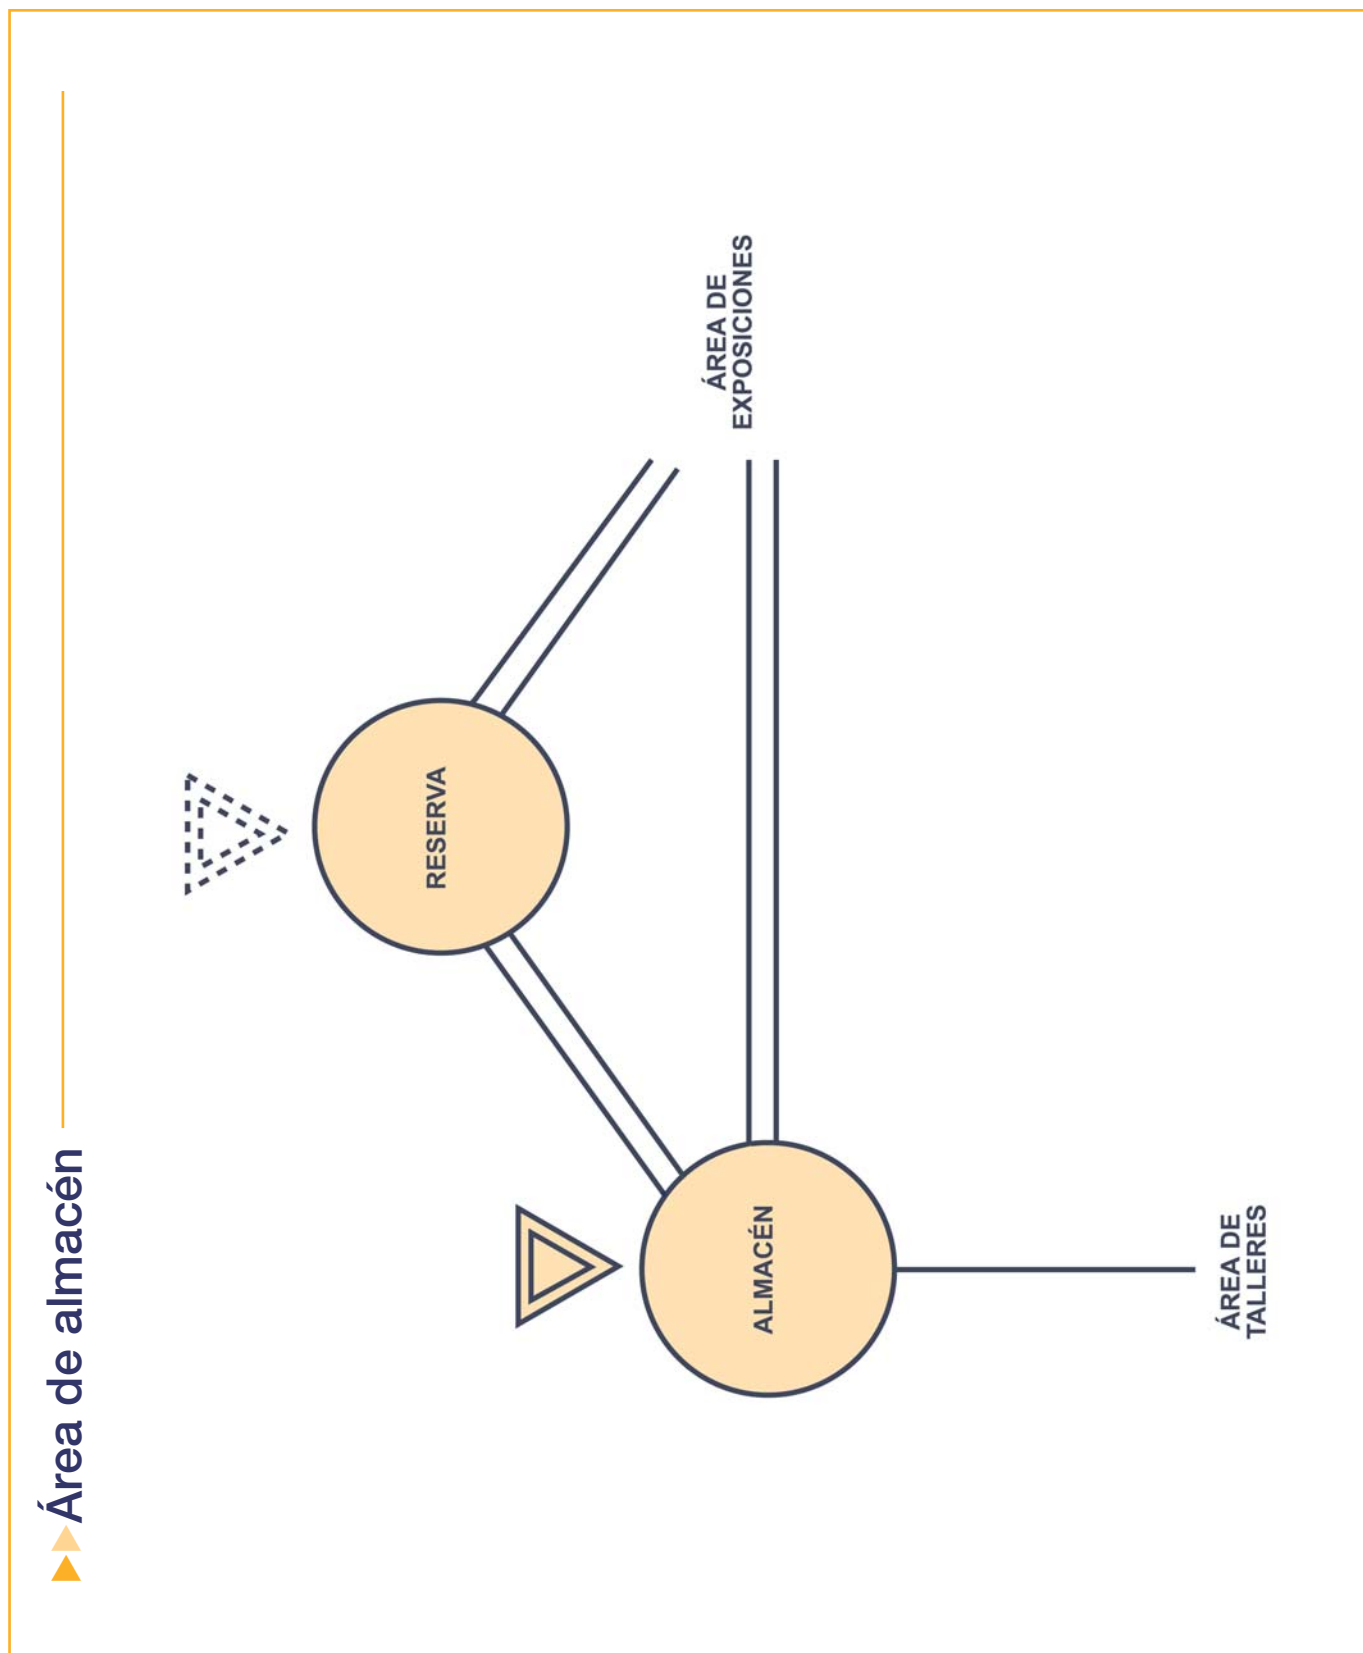 Área de almacén
RESERVA
ÁREA DE
EXPOSICIONES
ALMACÉN
ÁREA DE
TALLERES